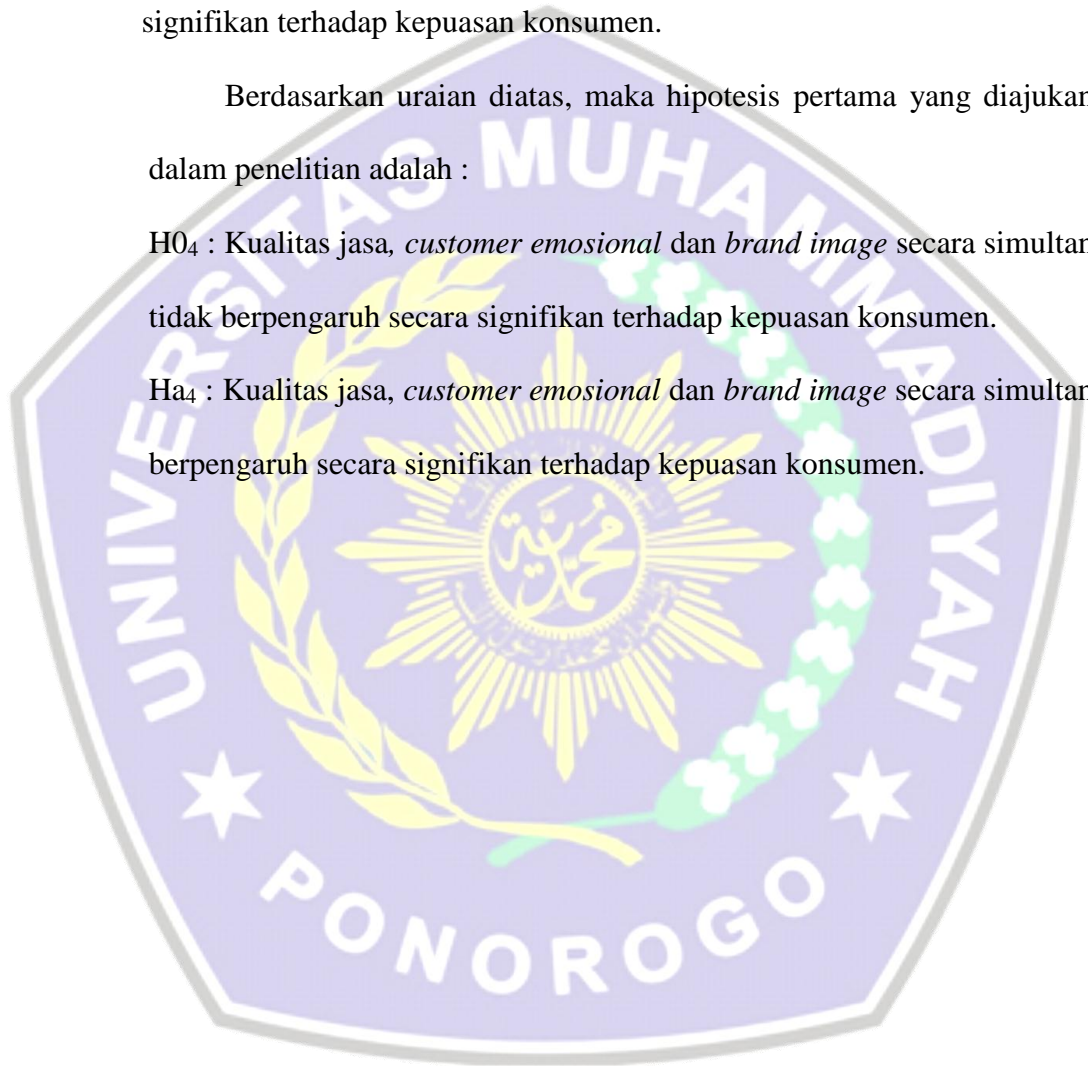 signifikan terhadap kepuasan konsumen.
Berdasarkan uraian diatas, maka hipotesis pertama yang diajukan
dalam penelitian adalah :
H0₄ : Kualitas jasa, customer emosional dan brand image secara simultan
tidak berpengaruh secara signifikan terhadap kepuasan konsumen.
Ha₄ : Kualitas jasa, customer emosional dan brand image secara simultan
berpengaruh secara signifikan terhadap kepuasan konsumen.
UNIVERSITAS MUHAMMADIYAH
PONOROGO
محمدية